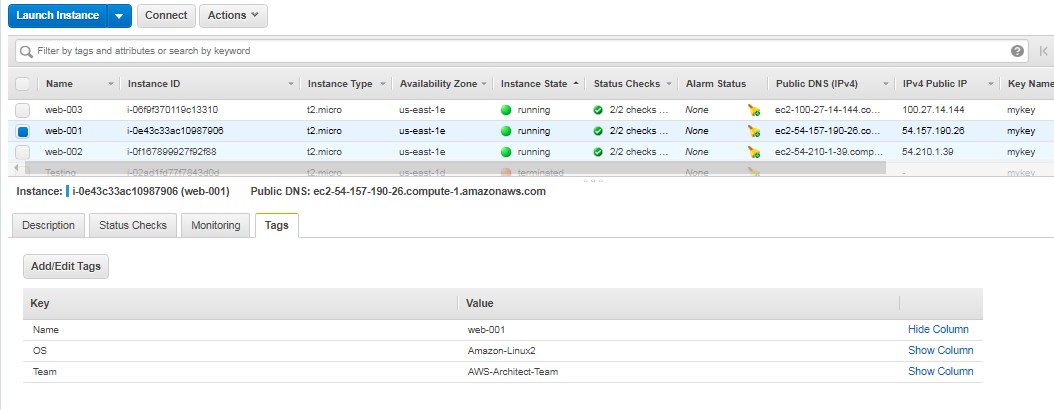 Launch Instance Connect Actions
Filter by tags and attributes or search by keyword
Name Instance ID Instance Type Availability Zone Instance State Status Checks Alarm Status Public DNS (IPv4) IPv4 Public IP Key Name
web-003 i-06f9f370119c13310 t2.micro us-east-1e running 2/2 checks ... None ec2-100-27-14-144.co... 100.27.14.144 mykey
web-001 i-0e43c33ac10987906 t2.micro us-east-1e running 2/2 checks ... None ec2-54-157-190-26.co... 54.157.190.26 mykey
web-002 i-0f167899927f92f88 t2.micro us-east-1e running 2/2 checks ... None ec2-54-210-1-39.comp... 54.210.1.39 mykey
Testing t2.micro us-east-1e terminated None - mykey
Instance: i-0e43c33ac10987906 (web-001) Public DNS: ec2-54-157-190-26.compute-1.amazonaws.com
Description Status Checks Monitoring Tags
Add/Edit Tags
Key Value
Name web-001 Hide Column
OS Amazon-Linux2 Show Column
Team AWS-Architect-Team Show Column